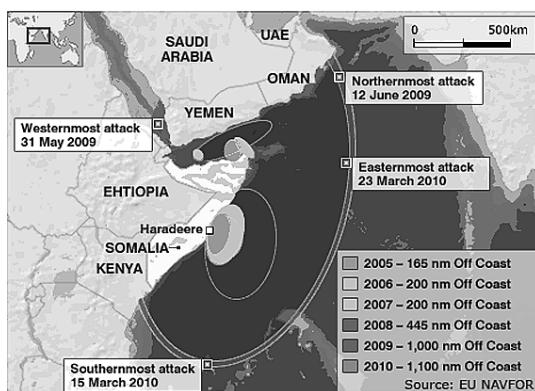 SAUDI
ARABIA
UAE
0 500km
OMAN
Northernmost attack
12 June 2009
YEMEN
Westernmost attack
31 May 2009
Easternmost attack
23 March 2010
EHTIOPIA
Haradeere
SOMALIA
KENYA
2005 – 165 nm Off Coast
2006 – 200 nm Off Coast
2007 – 200 nm Off Coast
2008 – 445 nm Off Coast
2009 – 1,000 nm Off Coast
2010 – 1,100 nm Off Coast
Southernmost attack
15 March 2010
Source: EU NAVFOR